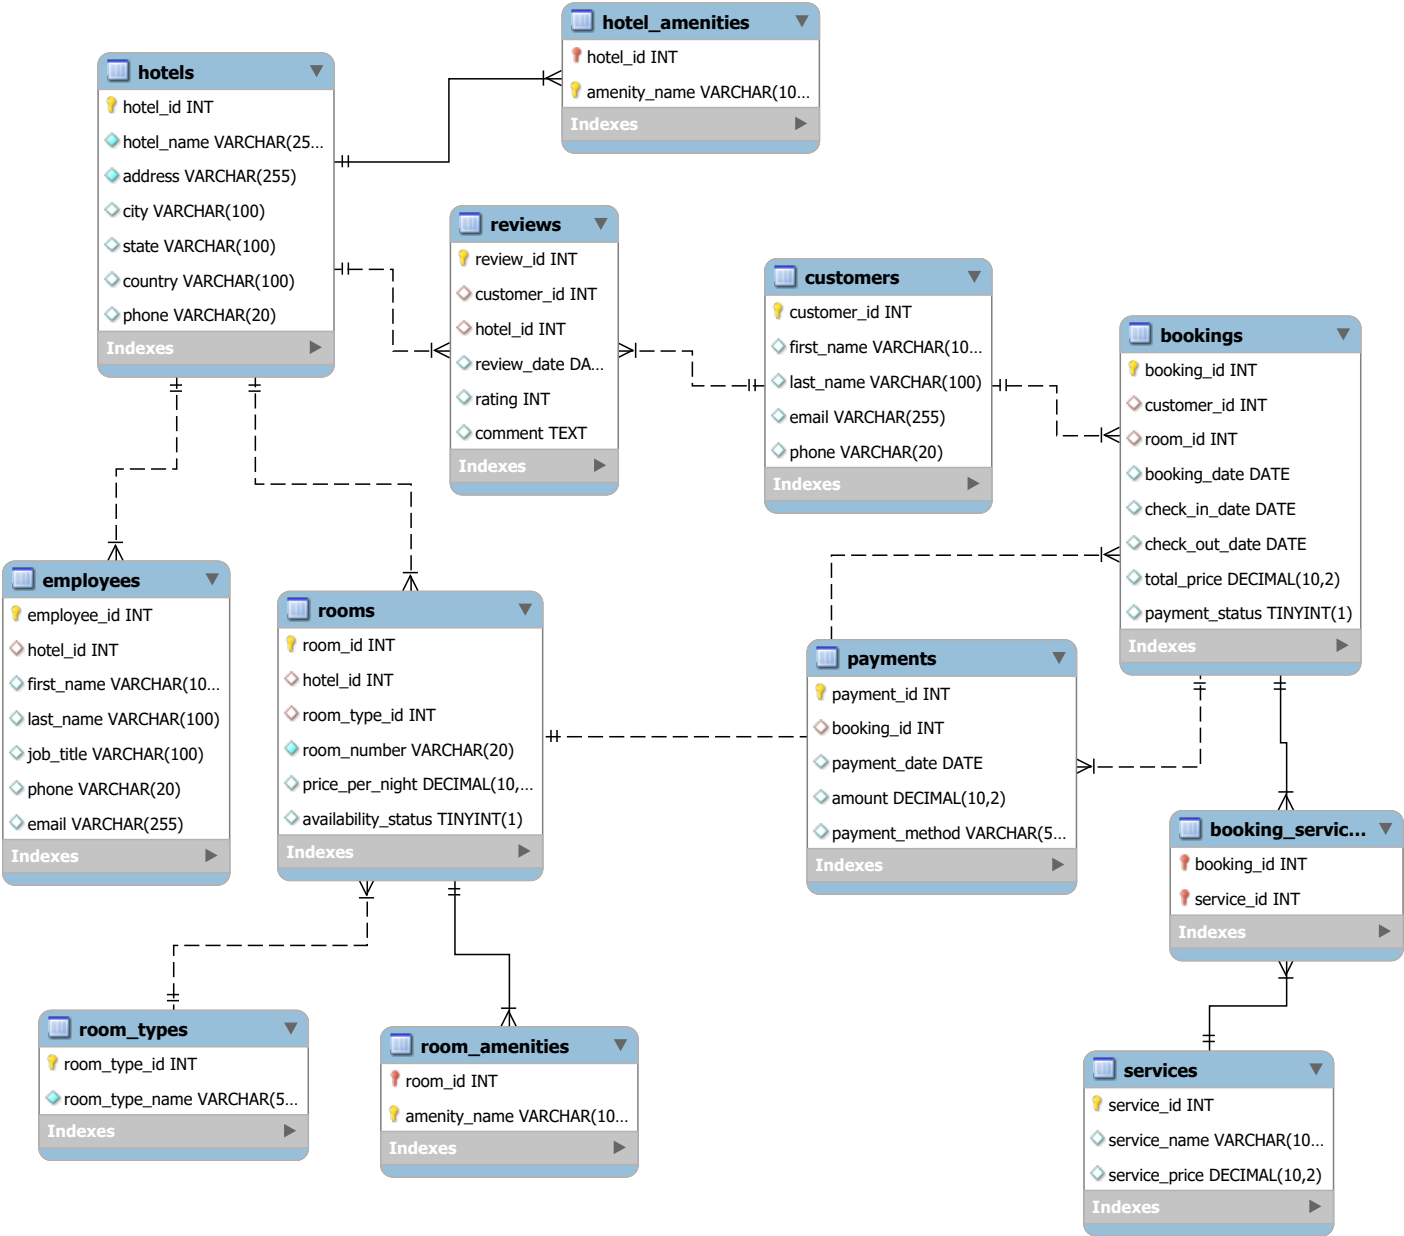 hotel_amenities
hotel_id INT
amenity_name VARCHAR(10...
Indexes
hotels
hotel_id INT
hotel_name VARCHAR(25...
address VARCHAR(255)
city VARCHAR(100)
state VARCHAR(100)
country VARCHAR(100)
phone VARCHAR(20)
Indexes
reviews
review_id INT
customer_id INT
hotel_id INT
review_date DA...
rating INT
comment TEXT
Indexes
customers
customer_id INT
first_name VARCHAR(10...
last_name VARCHAR(100)
email VARCHAR(255)
phone VARCHAR(20)
Indexes
bookings
booking_id INT
customer_id INT
room_id INT
booking_date DATE
check_in_date DATE
check_out_date DATE
total_price DECIMAL(10,2)
payment_status TINYINT(1)
Indexes
employees
employee_id INT
hotel_id INT
first_name VARCHAR(10...
last_name VARCHAR(100)
job_title VARCHAR(100)
phone VARCHAR(20)
email VARCHAR(255)
Indexes
rooms
room_id INT
hotel_id INT
room_type_id INT
room_number VARCHAR(20)
price_per_night DECIMAL(10,...
availability_status TINYINT(1)
Indexes
payments
payment_id INT
booking_id INT
payment_date DATE
amount DECIMAL(10,2)
payment_method VARCHAR(5...
Indexes
booking_servic...
booking_id INT
service_id INT
Indexes
room_types
room_type_id INT
room_type_name VARCHAR(5...
Indexes
room_amenities
room_id INT
amenity_name VARCHAR(10...
Indexes
services
service_id INT
service_name VARCHAR(10...
service_price DECIMAL(10,2)
Indexes